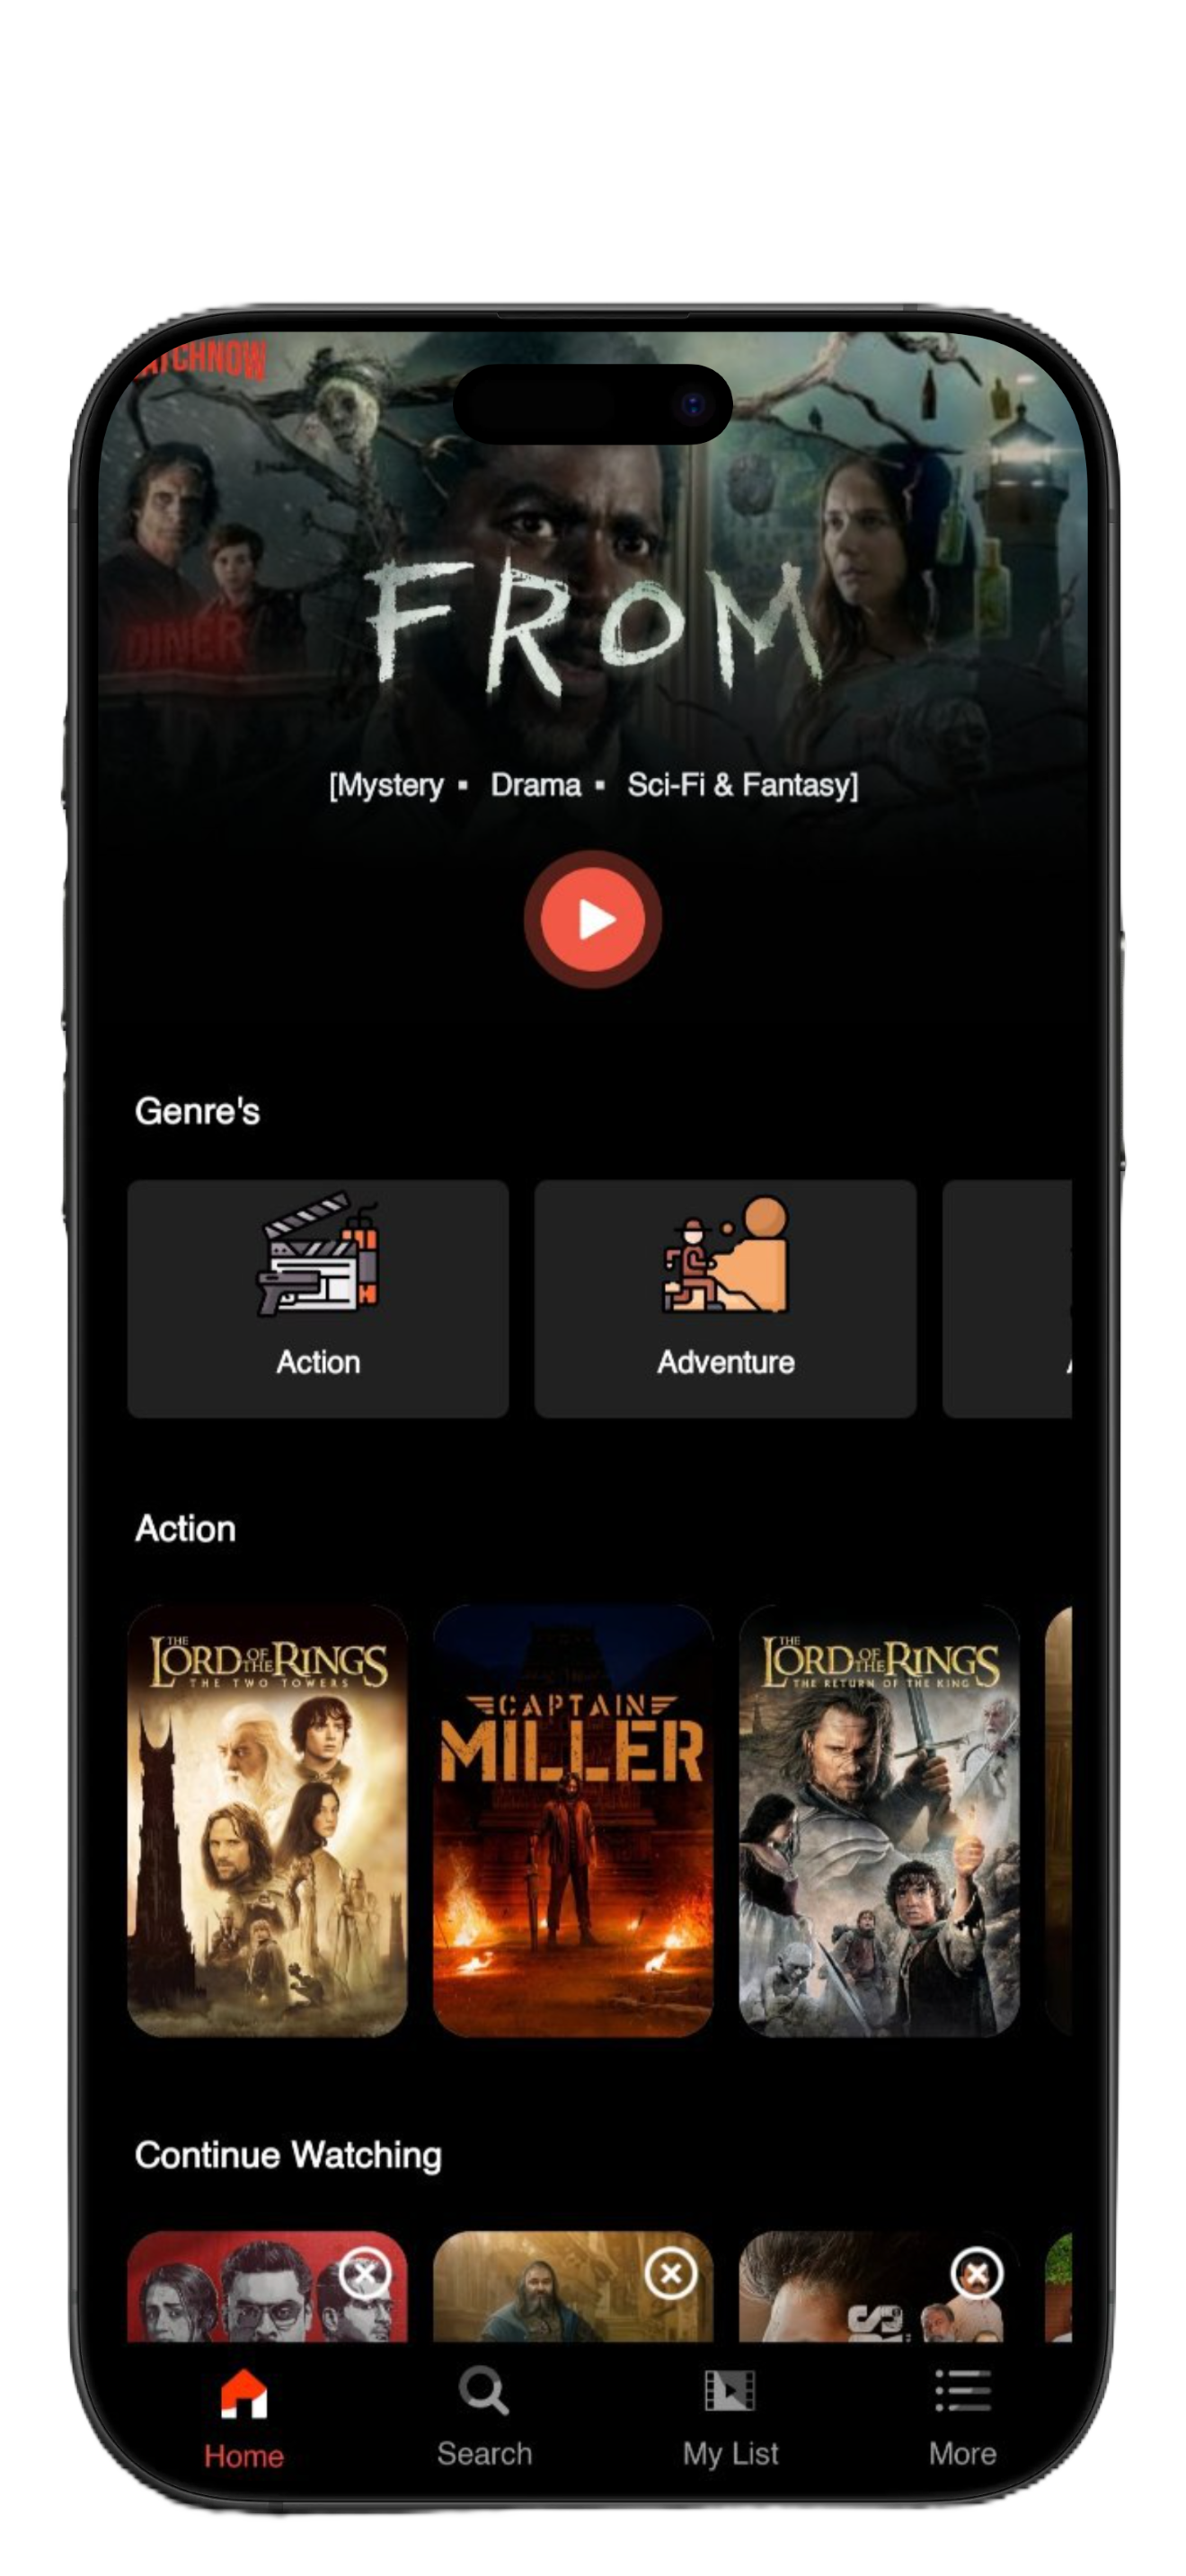 WATCHNOW
DINER
FROM
[Mystery ▪ Drama ▪ Sci-Fi & Fantasy]
Genre's
Action
Adventure
Action
THE LORD OF THE RINGS
THE TWO TOWERS
CAPTAIN
MILLER
THE LORD OF THE RINGS
THE RETURN OF THE KING
Continue Watching
Home
Search
My List
More